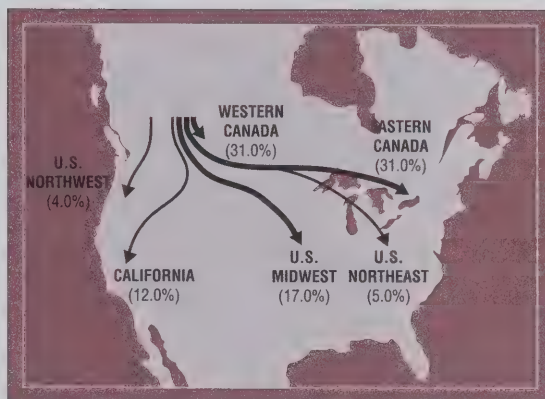 WESTERN
CANADA
(31.0%)
EASTERN
CANADA
(31.0%)
U.S.
NORTHWEST
(4.0%)
CALIFORNIA
(12.0%)
U.S.
MIDWEST
(17.0%)
U.S.
NORTHEAST
(5.0%)